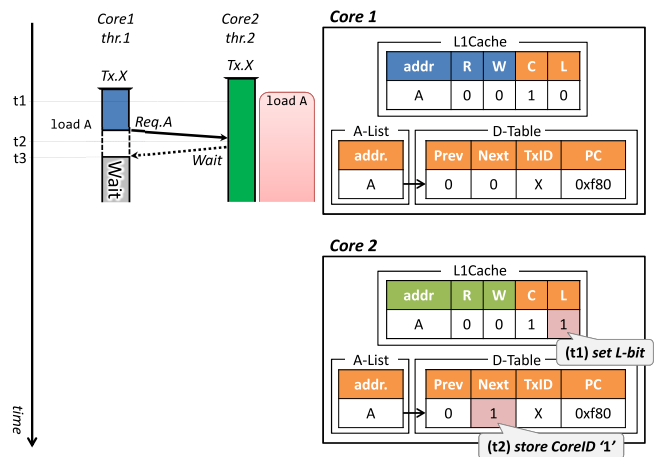 Core1
thr.1
Core2
thr.2
Tx.X
Tx.X
t1
load A
load A
Req.A
t2
Wait
t3
Wait
time
Core 1
L1Cache
addr R W C L
A 0 0 1 0
A-List
addr.
A
D-Table
Prev Next TxID PC
0 0 X 0xf80
Core 2
L1Cache
addr R W C L
A 0 0 1 1
(t1) set L-bit
A-List
addr.
A
D-Table
Prev Next TxID PC
0 1 X 0xf80
(t2) store CoreID ‘1’